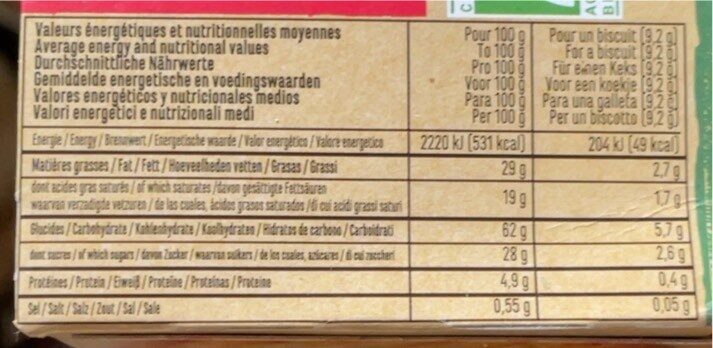 Valeurs énergétiques et nutritionnelles moyennes Pour 100 g Pour un biscuit (9,2 g)
Average energy and nutritional values To 100 g For a biscuit (9,2 g)
Durchschnittliche Nährwerte Pro 100 g Für einen Keks (9,2 g)
Gemiddelde energetische en voedingswaarden Voor 100 g Voor een koekje (9,2 g)
Valores energéticos y nutricionales medios Para 100 g Para una galleta (9,2 g)
Valori energetici e nutrizionali medi Per 100 g Per un biscotto (9,2 g)
Energie / Energy / Brennwert / Energetische waarde / Valor energético / Valore energetico 2220 kJ (531 kcal) 204 kJ (49 kcal)
Matières grasses / Fat / Fett / Hoeveelheden vetten / Grasas / Grassi 29 g 2,7 g
dont acides gras saturés / of which saturates / davon gesättigte Fettsäuren
waarvan verzadigde vetzuren / de las cuales, ácidos grasos saturados / di cui acidi grassi saturi 19 g 1,7 g
Glucides / Carbohydrate / Kohlenhydrate / Koolhydraten / Hidratos de carbono / Carboidrati 62 g 5,7 g
dont sucres / of which sugars / davon Zucker / waarvan suikers / de los cuales, azúcares / di cui zuccheri 28 g 2,6 g
Protéines / Protein / Eiweiß / Proteïne / Proteínas / Proteine 4,9 g 0,4 g
Sel / Salt / Salz / Zout / Sal / Sale 0,55 g 0,05 g